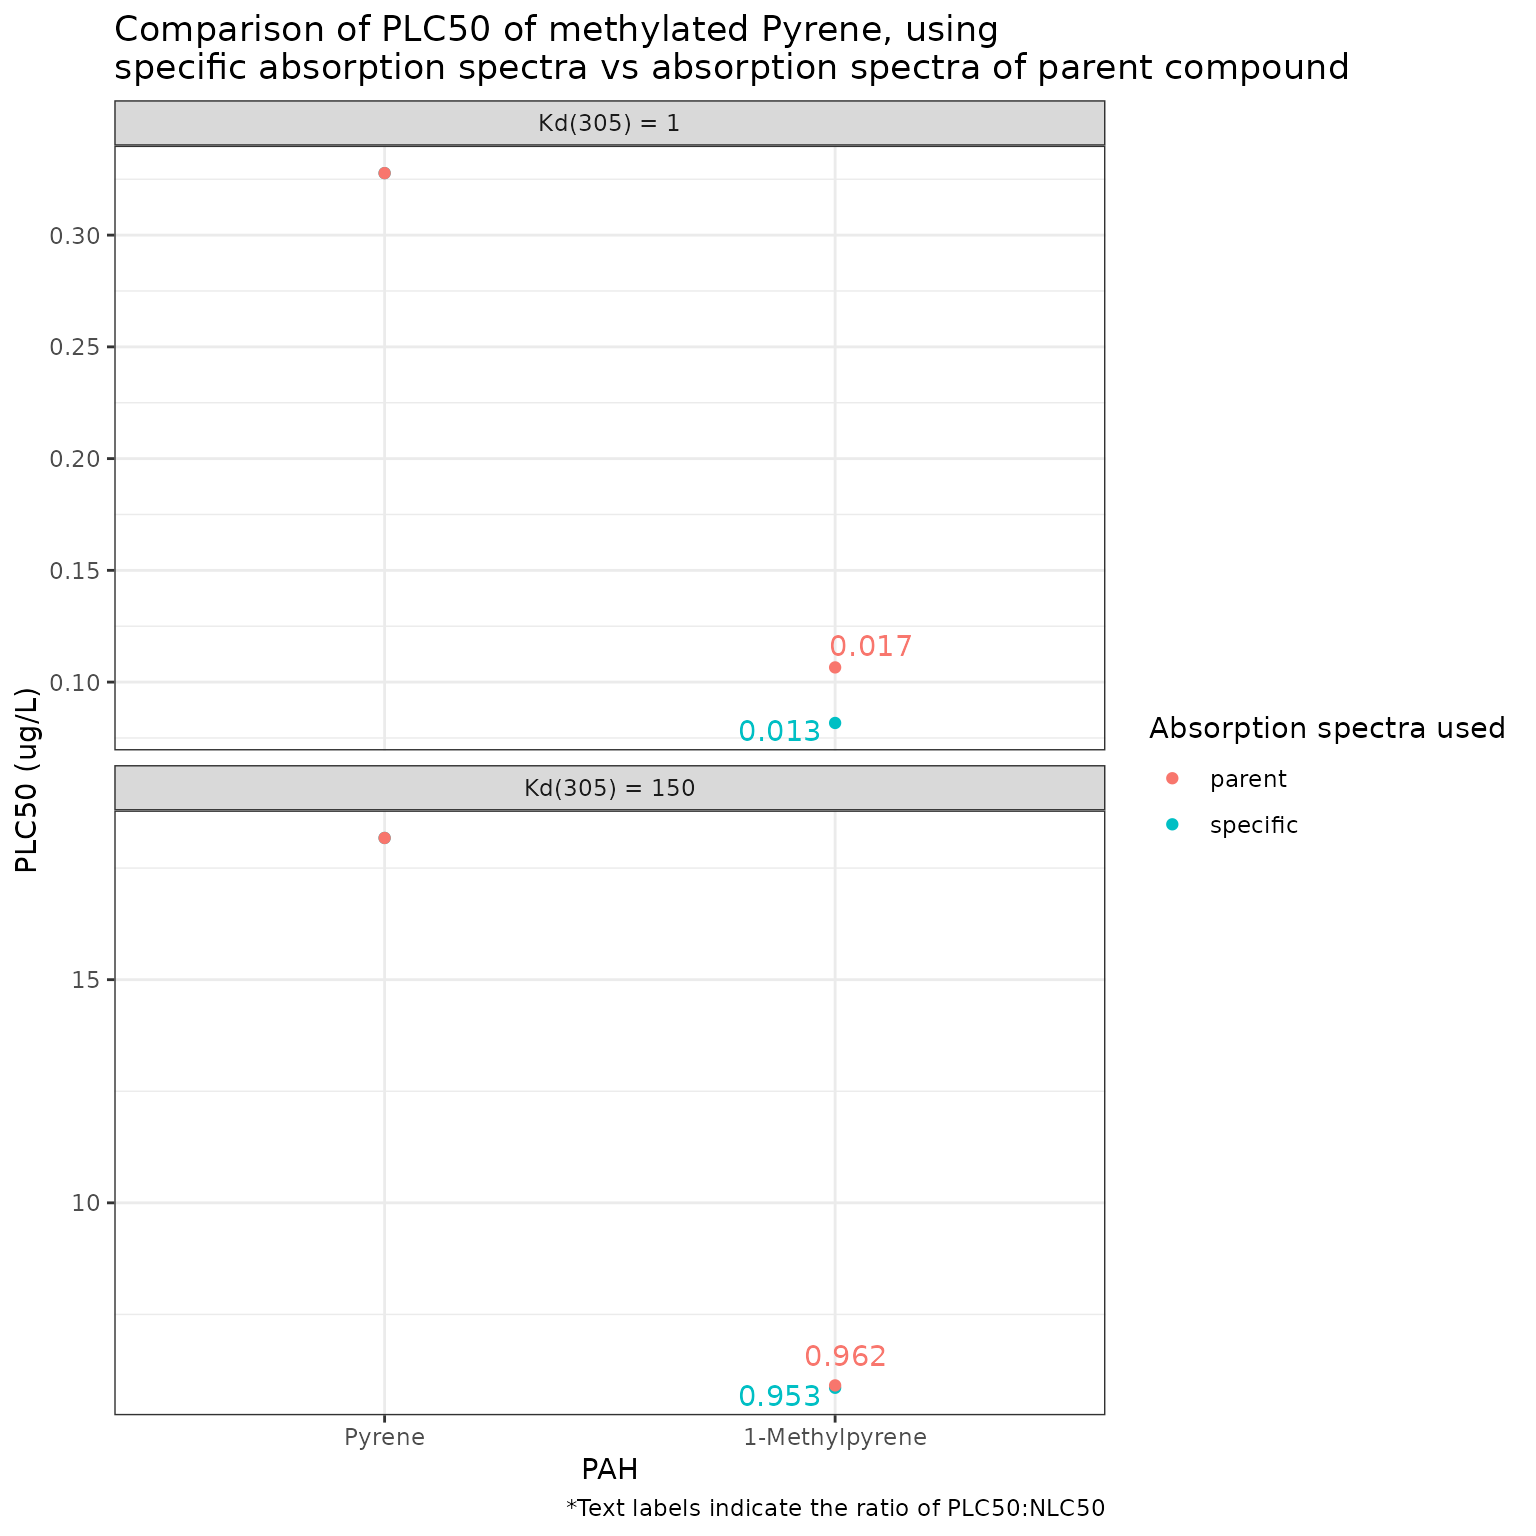 Comparison of PLC50 of methylated Pyrene, using
specific absorption spectra vs absorption spectra of parent compound
Kd(305) = 1
0.30
0.25
0.20
0.15
0.10
0.017
0.013
PLC50 (ug/L)
Kd(305) = 150
15
10
0.962
0.953
Pyrene
1-Methylpyrene
PAH
*Text labels indicate the ratio of PLC50:NLC50
Absorption spectra used
parent
specific